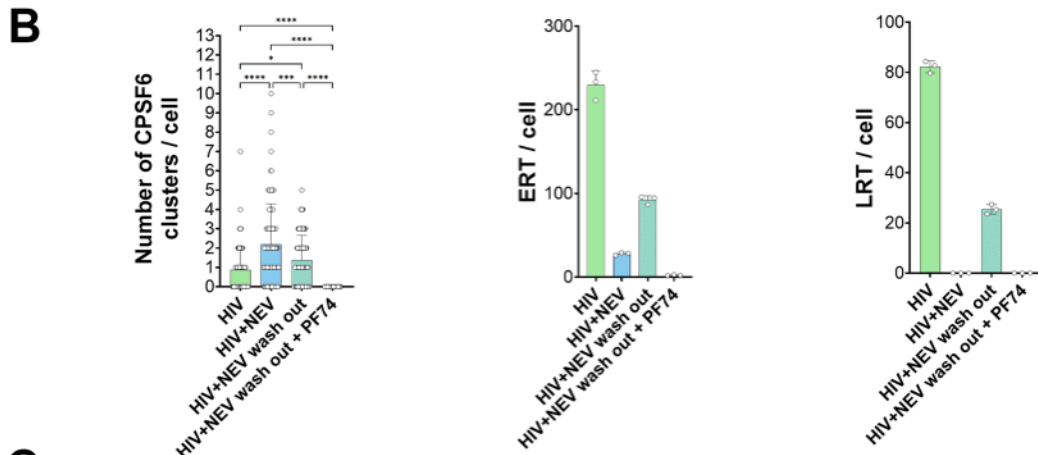 B
Number of CPSF6
clusters / cell
13
12
11
10
9
8
7
6
5
4
3
2
1
0
****
****
*
****
***
****
HIV
HIV+NEV
HIV+NEV wash out
HIV+NEV wash out + PF74
ERT / cell
300
200
100
0
HIV
HIV+NEV
HIV+NEV wash out
HIV+NEV wash out + PF74
LRT / cell
100
80
60
40
20
0
HIV
HIV+NEV
HIV+NEV wash out
HIV+NEV wash out + PF74